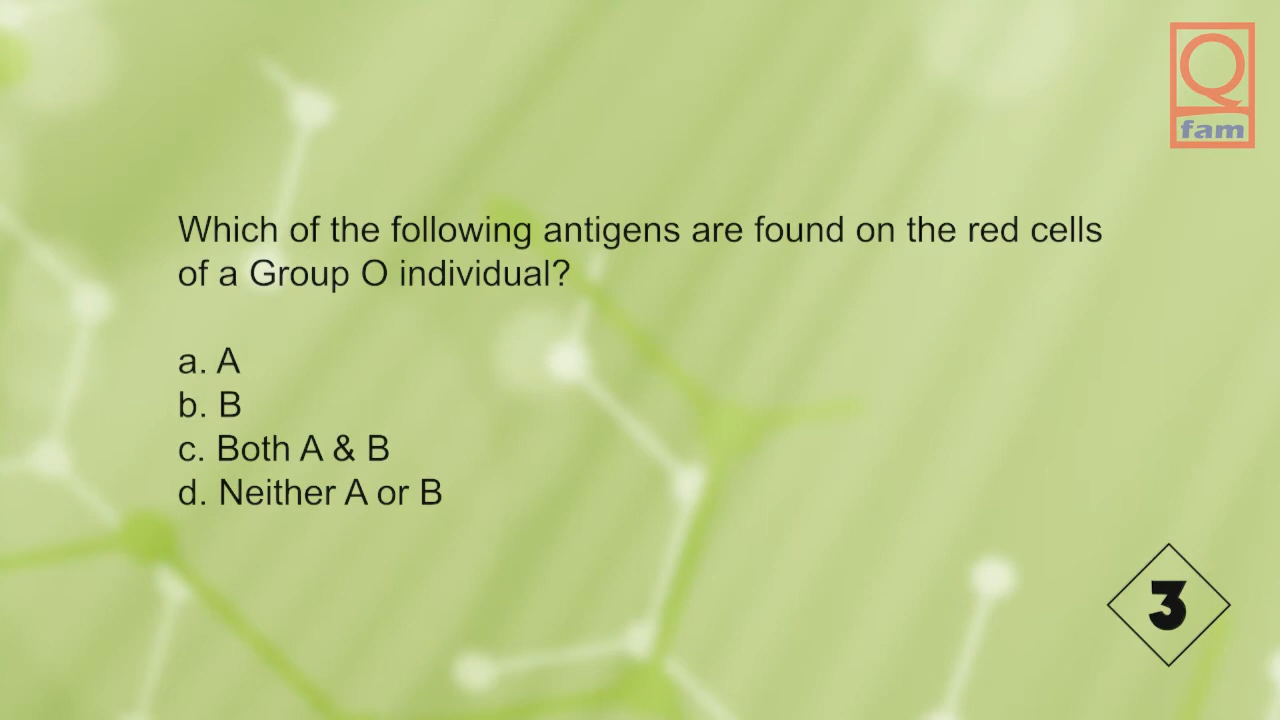 Q
fam
Which of the following antigens are found on the red cells
of a Group O individual?
a. A
b. B
c. Both A & B
d. Neither A or B
3